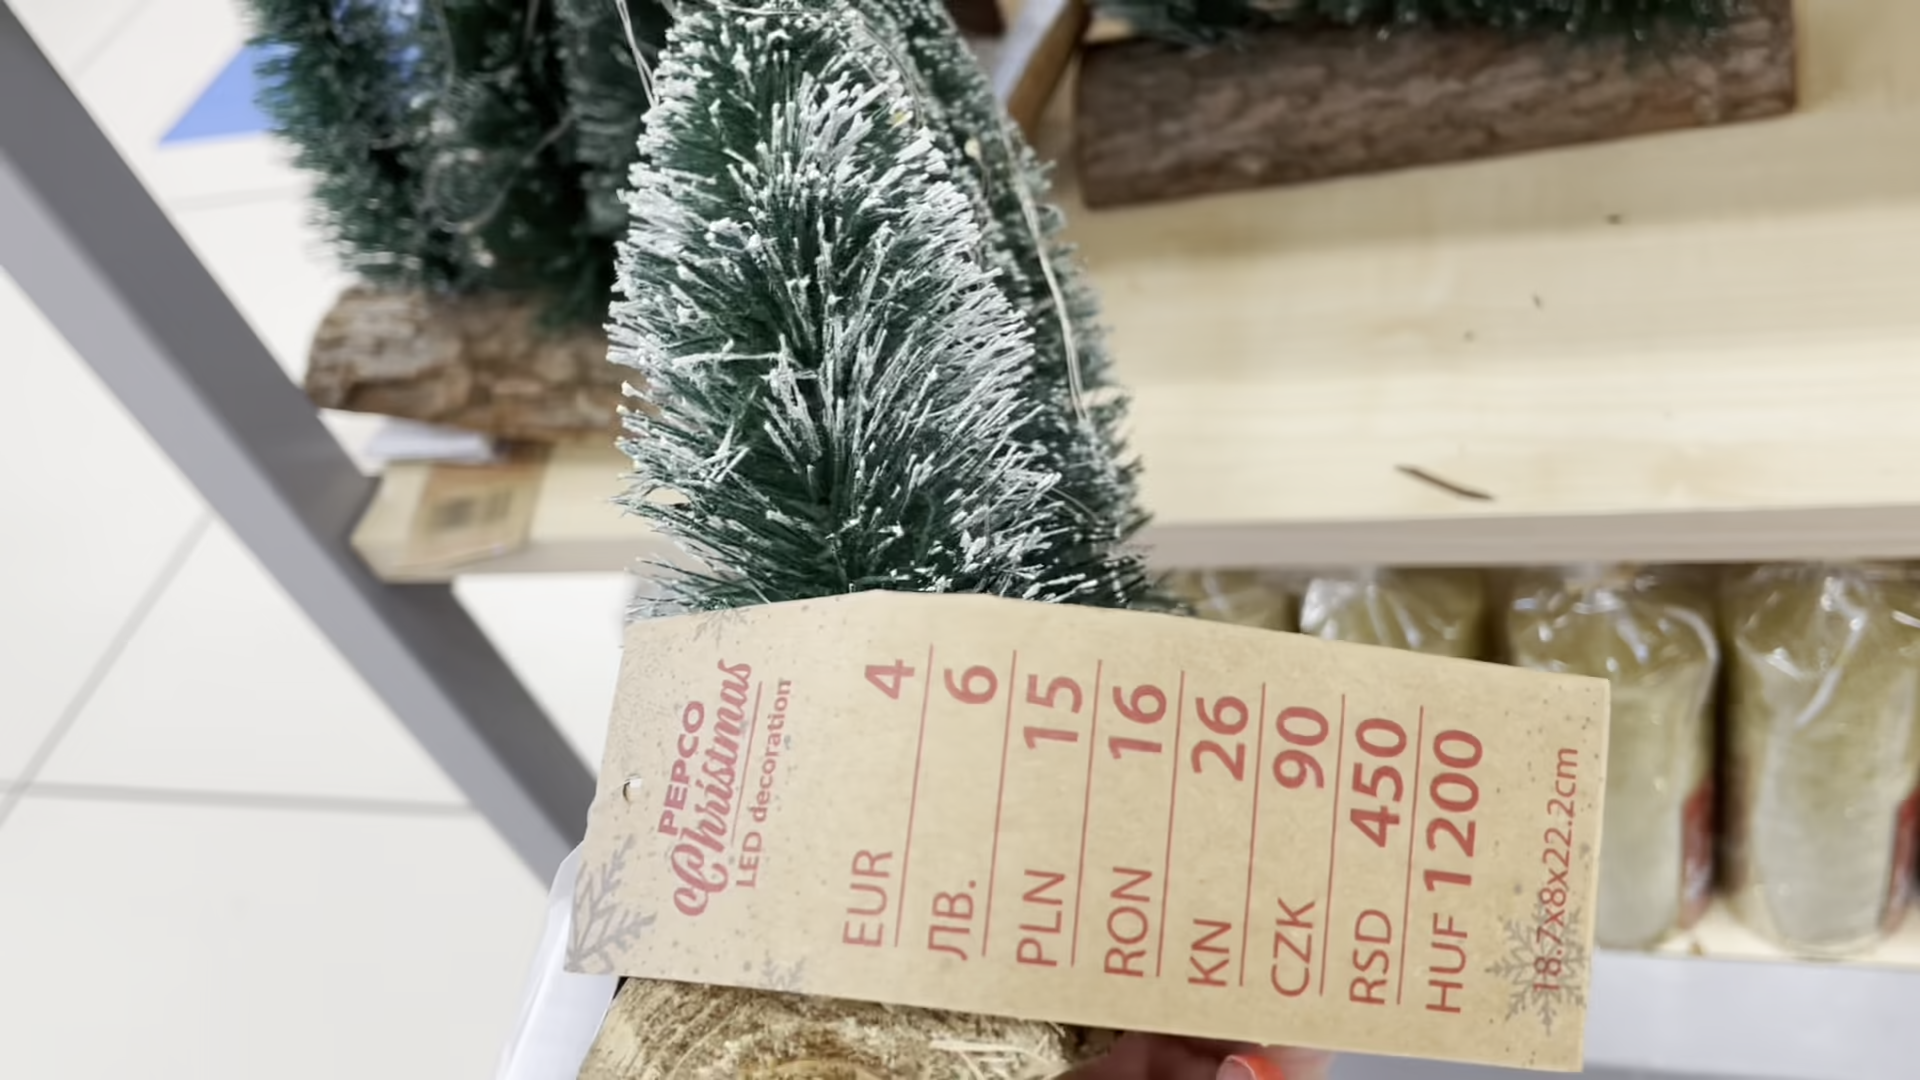 PEPCO
Christmas
LED decoration
EUR 4
ЛВ. 6
PLN 15
RON 16
KN 26
CZK 90
RSD 450
HUF 1200
18.7x8x22.2cm